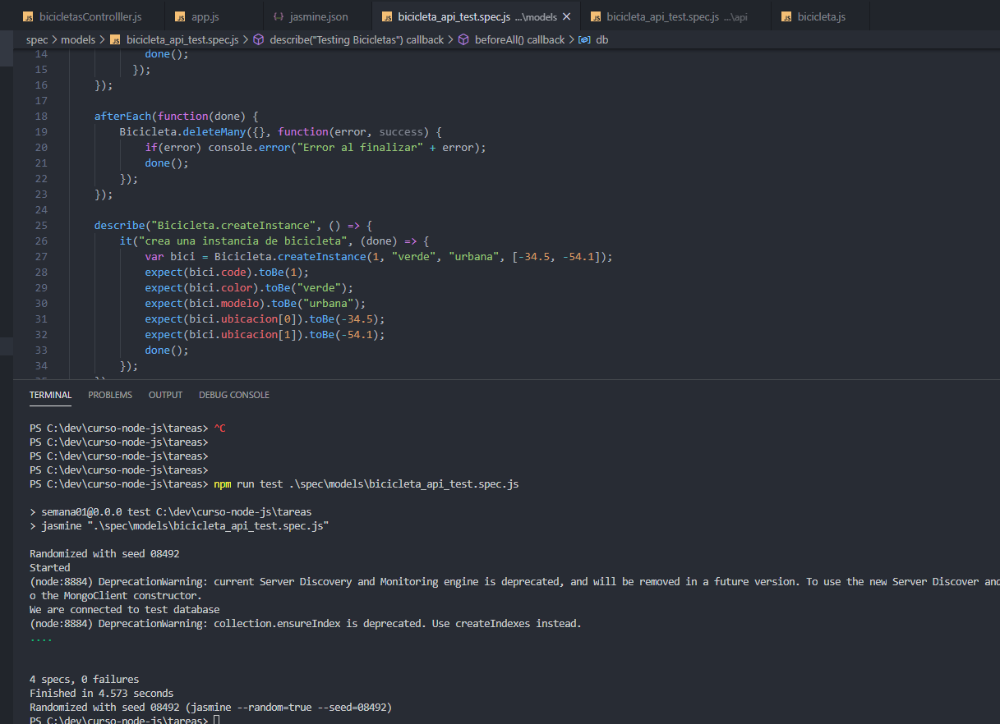 JS bicicletasControlller.js JS app.js {} jasmine.json JS bicicleta_api_test.spec.js ...\models × JS bicicleta_api_test.spec.js ...\api JS bicicleta.js
spec > models > JS bicicleta_api_test.spec.js > describe("Testing Bicicletas") callback > beforeAll() callback > db
14 done();
15 });
16 });
17
18 afterEach(function(done) {
19 Bicicleta.deleteMany({}, function(error, success) {
20 if(error) console.error("Error al finalizar" + error);
21 done();
22 });
23 });
24
25 describe("Bicicleta.createInstance", () => {
26 it("crea una instancia de bicicleta", (done) => {
27 var bici = Bicicleta.createInstance(1, "verde", "urbana", [-34.5, -54.1]);
28 expect(bici.code).toBe(1);
29 expect(bici.color).toBe("verde");
30 expect(bici.modelo).toBe("urbana");
31 expect(bici.ubicacion[0]).toBe(-34.5);
32 expect(bici.ubicacion[1]).toBe(-54.1);
33 done();
34 });
TERMINAL PROBLEMS OUTPUT DEBUG CONSOLE
PS C:\dev\curso-node-js\tareas> ^C
PS C:\dev\curso-node-js\tareas>
PS C:\dev\curso-node-js\tareas>
PS C:\dev\curso-node-js\tareas>
PS C:\dev\curso-node-js\tareas> npm run test .\spec\models\bicicleta_api_test.spec.js
> semana01@0.0.0 test C:\dev\curso-node-js\tareas
> jasmine ".\spec\models\bicicleta_api_test.spec.js"
Randomized with seed 08492
Started
(node:8884) DeprecationWarning: current Server Discovery and Monitoring engine is deprecated, and will be removed in a future version. To use the new Server Discover and
o the MongoClient constructor.
We are connected to test database
(node:8884) DeprecationWarning: collection.ensureIndex is deprecated. Use createIndexes instead.
....
4 specs, 0 failures
Finished in 4.573 seconds
Randomized with seed 08492 (jasmine --random=true --seed=08492)
PS C:\dev\curso-node-js\tareas>